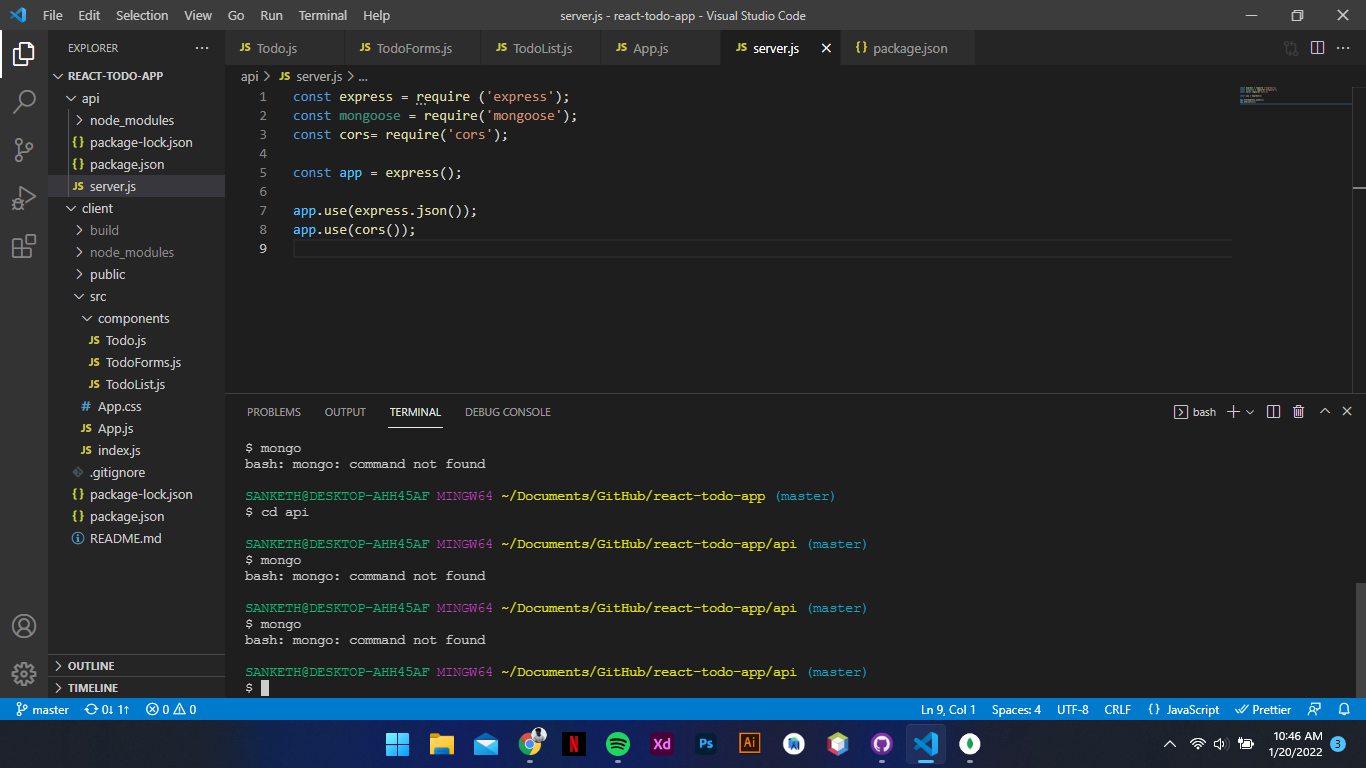 File Edit Selection View Go Run Terminal Help
server.js - react-todo-app - Visual Studio Code
EXPLORER
REACT-TODO-APP
api
node_modules
package-lock.json
package.json
server.js
client
build
node_modules
public
src
components
Todo.js
TodoForms.js
TodoList.js
App.css
App.js
index.js
.gitignore
package-lock.json
package.json
README.md
OUTLINE
TIMELINE
JS Todo.js JS TodoForms.js JS TodoList.js JS App.js JS server.js {} package.json
api > JS server.js > ...
1 const express = require ('express');
2 const mongoose = require('mongoose');
3 const cors= require('cors');
4
5 const app = express();
6
7 app.use(express.json());
8 app.use(cors());
9
PROBLEMS OUTPUT TERMINAL DEBUG CONSOLE
bash
$ mongo
bash: mongo: command not found
SANKETH@DESKTOP-AHH45AF MINGW64 ~/Documents/GitHub/react-todo-app (master)
$ cd api
SANKETH@DESKTOP-AHH45AF MINGW64 ~/Documents/GitHub/react-todo-app/api (master)
$ mongo
bash: mongo: command not found
SANKETH@DESKTOP-AHH45AF MINGW64 ~/Documents/GitHub/react-todo-app/api (master)
$ mongo
bash: mongo: command not found
SANKETH@DESKTOP-AHH45AF MINGW64 ~/Documents/GitHub/react-todo-app/api (master)
$
master 0↓ 1↑ 0 0
Ln 9, Col 1 Spaces: 4 UTF-8 CRLF {} JavaScript Prettier
N Xd Ps Ai
10:46 AM
1/20/2022
3